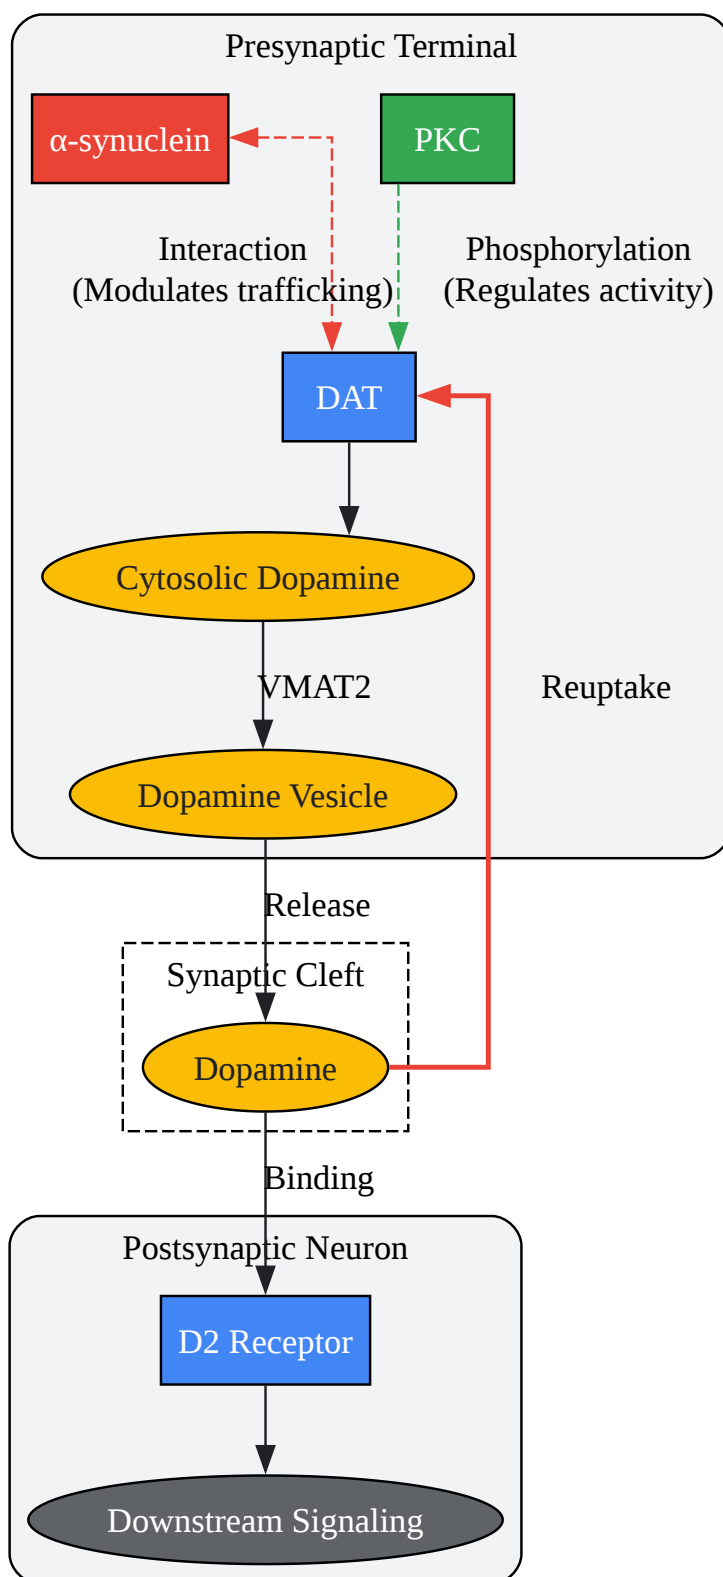 Presynaptic Terminal
α-synuclein
PKC
Interaction
(Modulates trafficking)
Phosphorylation
(Regulates activity)
DAT
Cytosolic Dopamine
VMAT2
Reuptake
Dopamine Vesicle
Release
Synaptic Cleft
Dopamine
Binding
Postsynaptic Neuron
D2 Receptor
Downstream Signaling